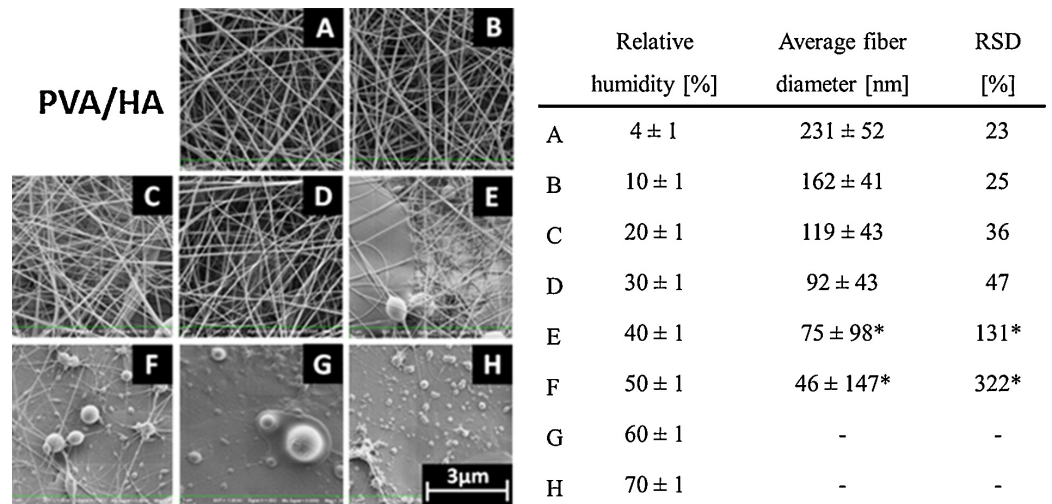 PVA/HA
A
B
C
D
E
F
G
H
3µm
Relative humidity [%] Average fiber diameter [nm] RSD [%]
A 4 ± 1 231 ± 52 23
B 10 ± 1 162 ± 41 25
C 20 ± 1 119 ± 43 36
D 30 ± 1 92 ± 43 47
E 40 ± 1 75 ± 98* 131*
F 50 ± 1 46 ± 147* 322*
G 60 ± 1 - -
H 70 ± 1 - -